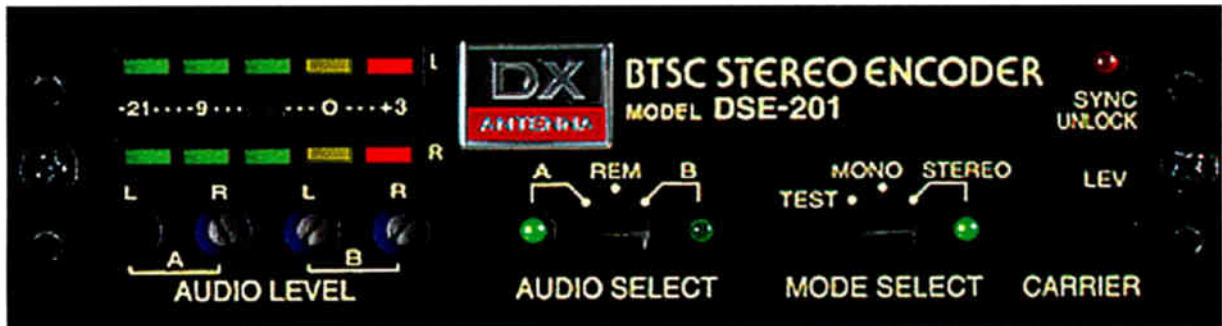 L
-21····-9···· ···-0···+3
R
L R L R
A B
AUDIO LEVEL
DX
ANTENNA
BTSC STEREO ENCODER
MODEL DSE-201
A REM B
AUDIO SELECT
TEST MONO STEREO
MODE SELECT
SYNC
UNLOCK
LEV
CARRIER